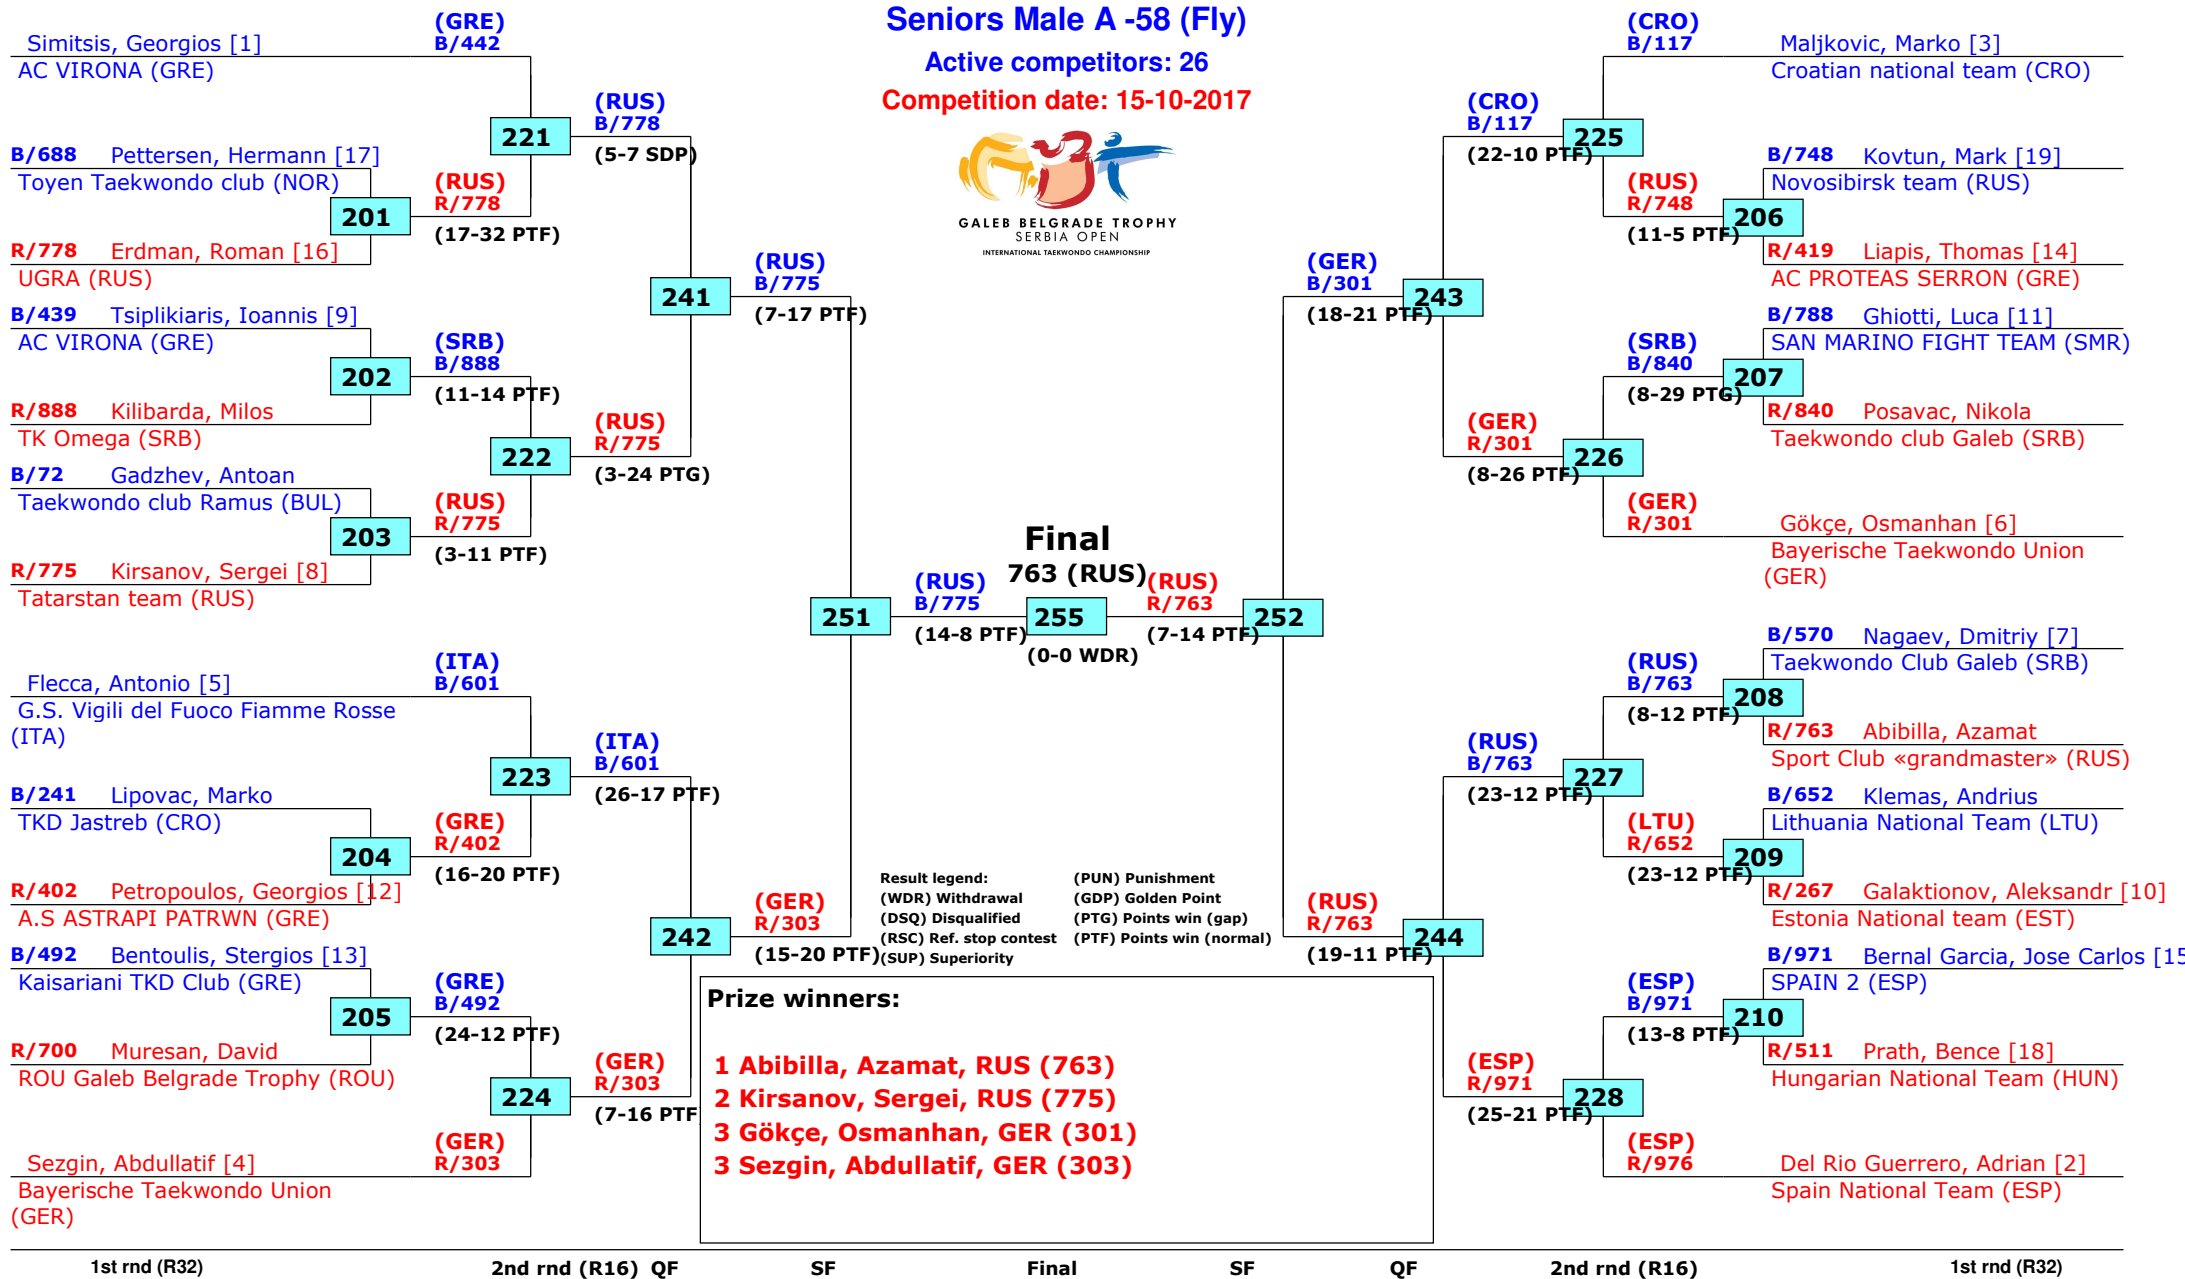 Seniors Male A -58 (Fly)
Active competitors: 26
Competition date: 15-10-2017
GALEB BELGRADE TROPHY
SERBIA OPEN
INTERNATIONAL TAEKWONDO CHAMPIONSHIP
Simitsis, Georgios [1]
AC VIRONA (GRE)
B/688 Pettersen, Hermann [17]
Toyen Taekwondo club (NOR)
201
R/778 Erdman, Roman [16]
UGRA (RUS)
B/439 Tsiplikiaris, Ioannis [9]
AC VIRONA (GRE)
202
R/888 Kilibarda, Milos
TK Omega (SRB)
B/72 Gadzhev, Antoan
Taekwondo club Ramus (BUL)
203
R/775 Kirsanov, Sergei [8]
Tatarstan team (RUS)
Flecca, Antonio [5]
G.S. Vigili del Fuoco Fiamme Rosse
(ITA)
B/241 Lipovac, Marko
TKD Jastreb (CRO)
204
R/402 Petropoulos, Georgios [12]
A.S ASTRAPI PATRWN (GRE)
B/492 Bentoulis, Stergios [13]
Kaisariani TKD Club (GRE)
205
R/700 Muresan, David
ROU Galeb Belgrade Trophy (ROU)
Sezgin, Abdullatif [4]
Bayerische Taekwondo Union
(GER)
(GRE)
B/442
221
(RUS)
R/778
(17-32 PTF)
(SRB)
B/888
(11-14 PTF)
222
(RUS)
R/775
(3-11 PTF)
(ITA)
B/601
223
(GRE)
R/402
(16-20 PTF)
(GRE)
B/492
(24-12 PTF)
224
(GER)
R/303
(RUS)
B/778
(5-7 SDP)
241
(RUS)
R/775
(3-24 PTG)
(ITA)
B/601
(26-17 PTF)
242
(GER)
R/303
(7-16 PTF
(RUS)
B/775
(7-17 PTF)
251
(GER)
R/303
(15-20 PTF)
(RUS)
B/775
(14-8 PTF)
Final
763 (RUS)
255
(0-0 WDR)
(RUS)
R/763
(7-14 PTF)
252
(GER)
B/301
(18-21 PTF)
243
(RUS)
R/763
(19-11 PTF)
244
(CRO)
B/117
(22-10 PTF)
225
(GER)
R/301
(8-26 PTF)
226
(RUS)
B/763
(23-12 PTF)
227
(ESP)
R/971
(25-21 PTF)
228
(CRO)
B/117
(RUS)
R/748
(11-5 PTF)
206
(SRB)
B/840
(8-29 PTG)
207
(GER)
R/301
(RUS)
B/763
(8-12 PTF)
208
(LTU)
R/652
(23-12 PTF)
209
(ESP)
B/971
(13-8 PTF)
210
(ESP)
R/976
Maljkovic, Marko [3]
Croatian national team (CRO)
B/748 Kovtun, Mark [19]
Novosibirsk team (RUS)
R/419 Liapis, Thomas [14]
AC PROTEAS SERRON (GRE)
B/788 Ghiotti, Luca [11]
SAN MARINO FIGHT TEAM (SMR)
R/840 Posavac, Nikola
Taekwondo club Galeb (SRB)
Gökçe, Osmanhan [6]
Bayerische Taekwondo Union
(GER)
B/570 Nagaev, Dmitriy [7]
Taekwondo Club Galeb (SRB)
R/763 Abibilla, Azamat
Sport Club «grandmaster» (RUS)
B/652 Klemas, Andrius
Lithuania National Team (LTU)
R/267 Galaktionov, Aleksandr [10]
Estonia National team (EST)
B/971 Bernal Garcia, Jose Carlos [15
SPAIN 2 (ESP)
R/511 Prath, Bence [18]
Hungarian National Team (HUN)
Del Rio Guerrero, Adrian [2]
Spain National Team (ESP)
Result legend: (PUN) Punishment
(WDR) Withdrawal (GDP) Golden Point
(DSQ) Disqualified (PTG) Points win (gap)
(RSC) Ref. stop contest (PTF) Points win (normal)
(SUP) Superiority
Prize winners:
1 Abibilla, Azamat, RUS (763)
2 Kirsanov, Sergei, RUS (775)
3 Gökçe, Osmanhan, GER (301)
3 Sezgin, Abdullatif, GER (303)
1st rnd (R32) 2nd rnd (R16) QF SF Final SF QF 2nd rnd (R16) 1st rnd (R32)